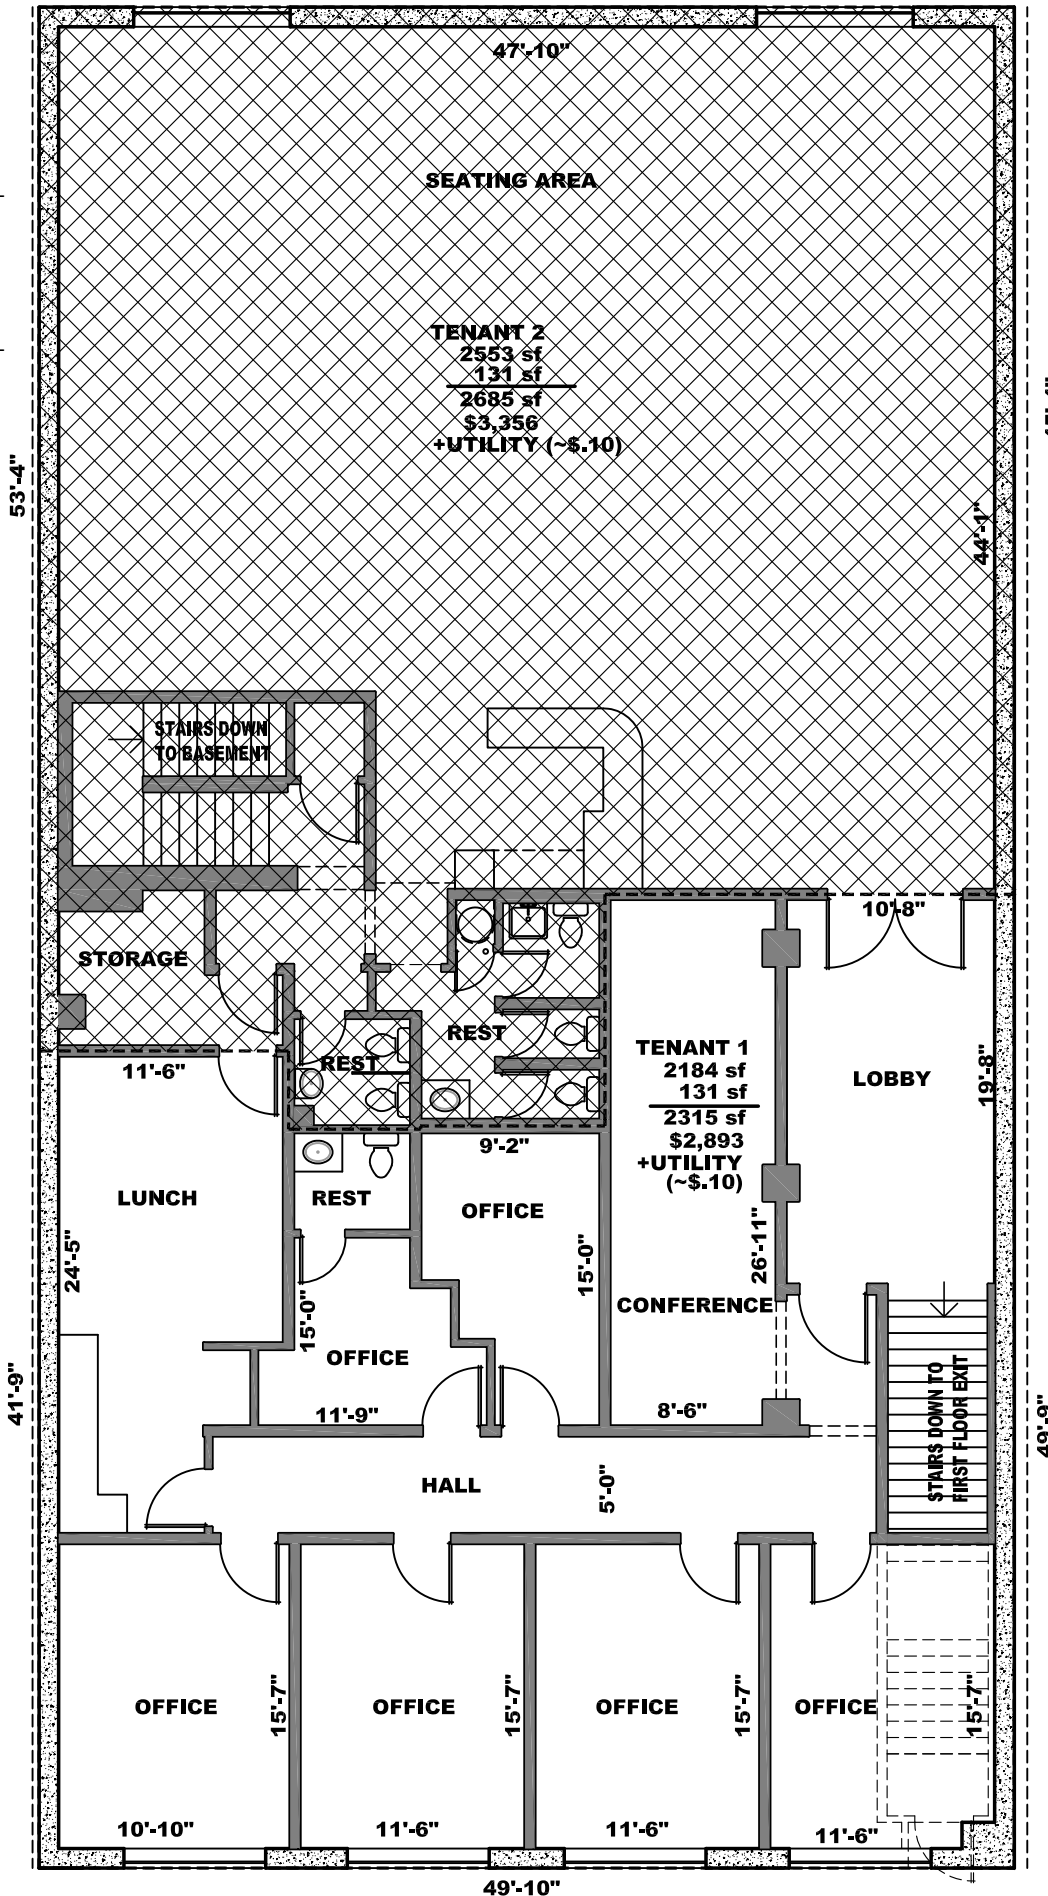 47'-10"
SEATING AREA
TENANT 2
2553 sf
131 sf
2685 sf
$3,356
+UTILITY (~$.10)
53'-4"
44'-1"
STAIRS DOWN
TO BASEMENT
10'-8"
STORAGE
REST
REST
11'-6"
TENANT 1
2184 sf
131 sf
2315 sf
$2,893
+UTILITY
(~$.10)
LOBBY
19'-8"
9'-2"
LUNCH
REST
OFFICE
24'-5"
15'-0"
15'-0"
26'-11"
CONFERENCE
OFFICE
11'-9"
8'-6"
STAIRS DOWN TO
FIRST FLOOR EXIT
41'-9"
49'-9"
HALL
5'-0"
OFFICE
15'-7"
OFFICE
15'-7"
OFFICE
15'-7"
OFFICE
15'-7"
10'-10"
11'-6"
11'-6"
11'-6"
49'-10"